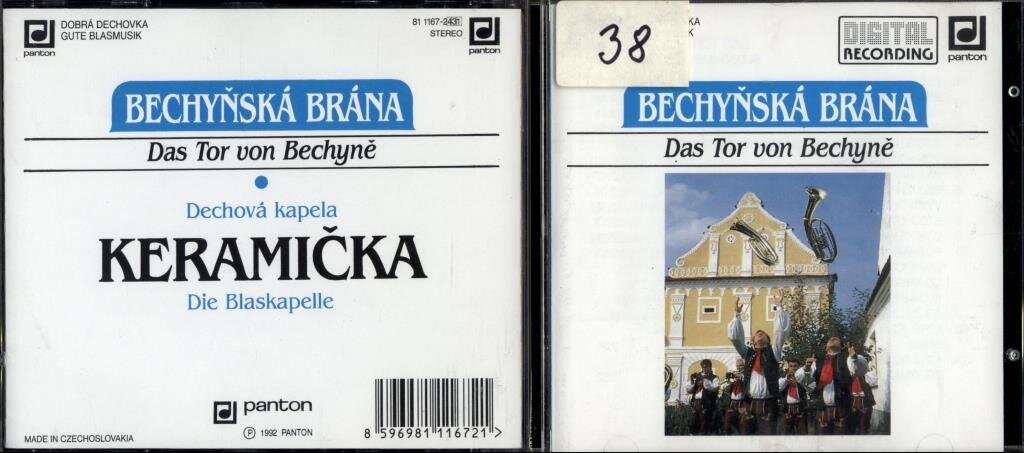 panton
DOBRÁ DECHOVKA
GUTE BLASMUSIK
81 1167-2431
STEREO
panton
BECHYŇSKÁ BRÁNA
Das Tor von Bechyně
Dechová kapela
KERAMIČKA
Die Blaskapelle
panton
℗ 1992 PANTON
MADE IN CZECHOSLOVAKIA
8 596981 116721 >
38
KA
K
DIGITAL
RECORDING
panton
BECHYŇSKÁ BRÁNA
Das Tor von Bechyně